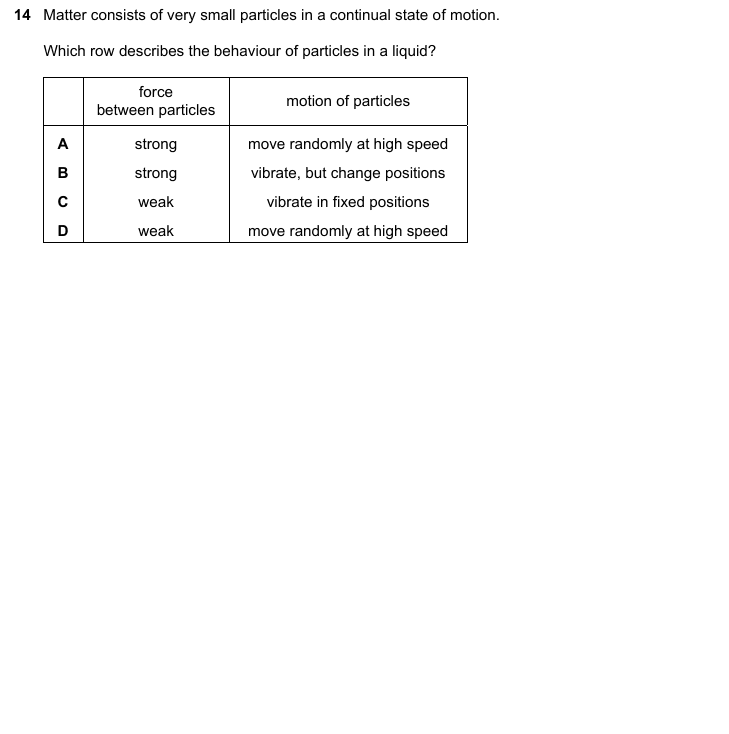 14 Matter consists of very small particles in a continual state of motion.
Which row describes the behaviour of particles in a liquid?
force between particles motion of particles
A strong move randomly at high speed
B strong vibrate, but change positions
C weak vibrate in fixed positions
D weak move randomly at high speed